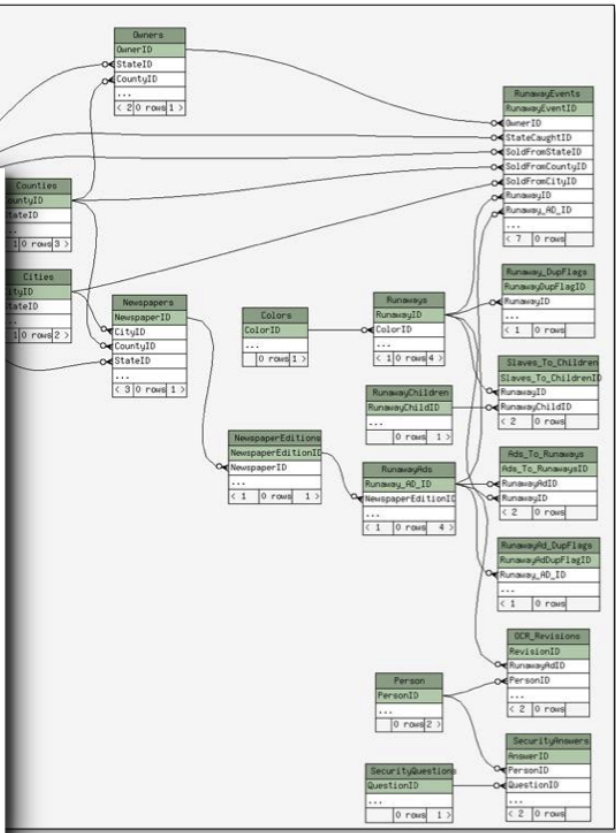 Owners
OwnerID
StateID
CountyID
...
< 2 0 rows 1 >
RunawayEvents
RunawayEventID
OwnerID
StateCaughtID
SoldFromStateID
SoldFromCountyID
SoldFromCityID
RunawayID
Runaway_AD_ID
...
< 7 0 rows
Counties
ountyID
tateID
..
1 0 rows 3 >
Cities
ityID
tateID
...
1 0 rows 2 >
Newspapers
NewspaperID
CityID
CountyID
StateID
...
< 3 0 rows 1 >
Colors
ColorID
...
0 rows 1 >
Runaways
RunawayID
ColorID
...
< 1 0 rows 4 >
Runaway_DupFlags
RunawayDupFlagID
RunawayID
...
< 1 0 rows
RunawayChildren
RunawayChildID
...
0 rows 1 >
Slaves_To_Children
Slaves_To_ChildrenID
RunawayID
RunawayChildID
< 2 0 rows
NewspaperEditions
NewspaperEditionID
NewspaperID
...
< 1 0 rows 1 >
RunawayAds
Runaway_AD_ID
NewspaperEditionID
...
< 1 0 rows 4 >
Ads_To_Runaways
Ads_To_RunawaysID
RunawayAdID
RunawayID
< 2 0 rows
RunawayAd_DupFlags
RunawayAdDupFlagID
Runaway_AD_ID
...
< 1 0 rows
OCR_Revisions
RevisionID
RunawayAdID
PersonID
...
< 2 0 rows
Person
PersonID
...
0 rows 2 >
SecurityAnswers
AnswerID
PersonID
QuestionID
...
< 2 0 rows
SecurityQuestions
QuestionID
...
0 rows 1 >